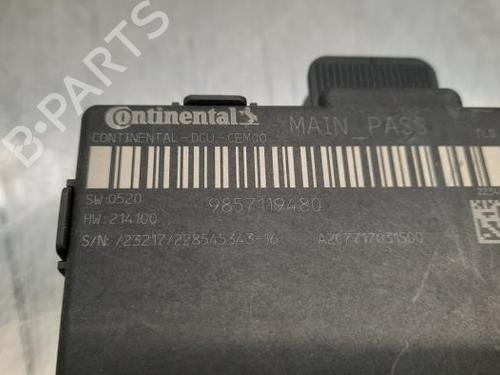 Continental
MAIN_PASS
CONTINENTAL-DCU-CEM00
SW:0520
9857119480
HW:214100
S/N: /23217/228545343-16
A2C7717031500
B-PARTS